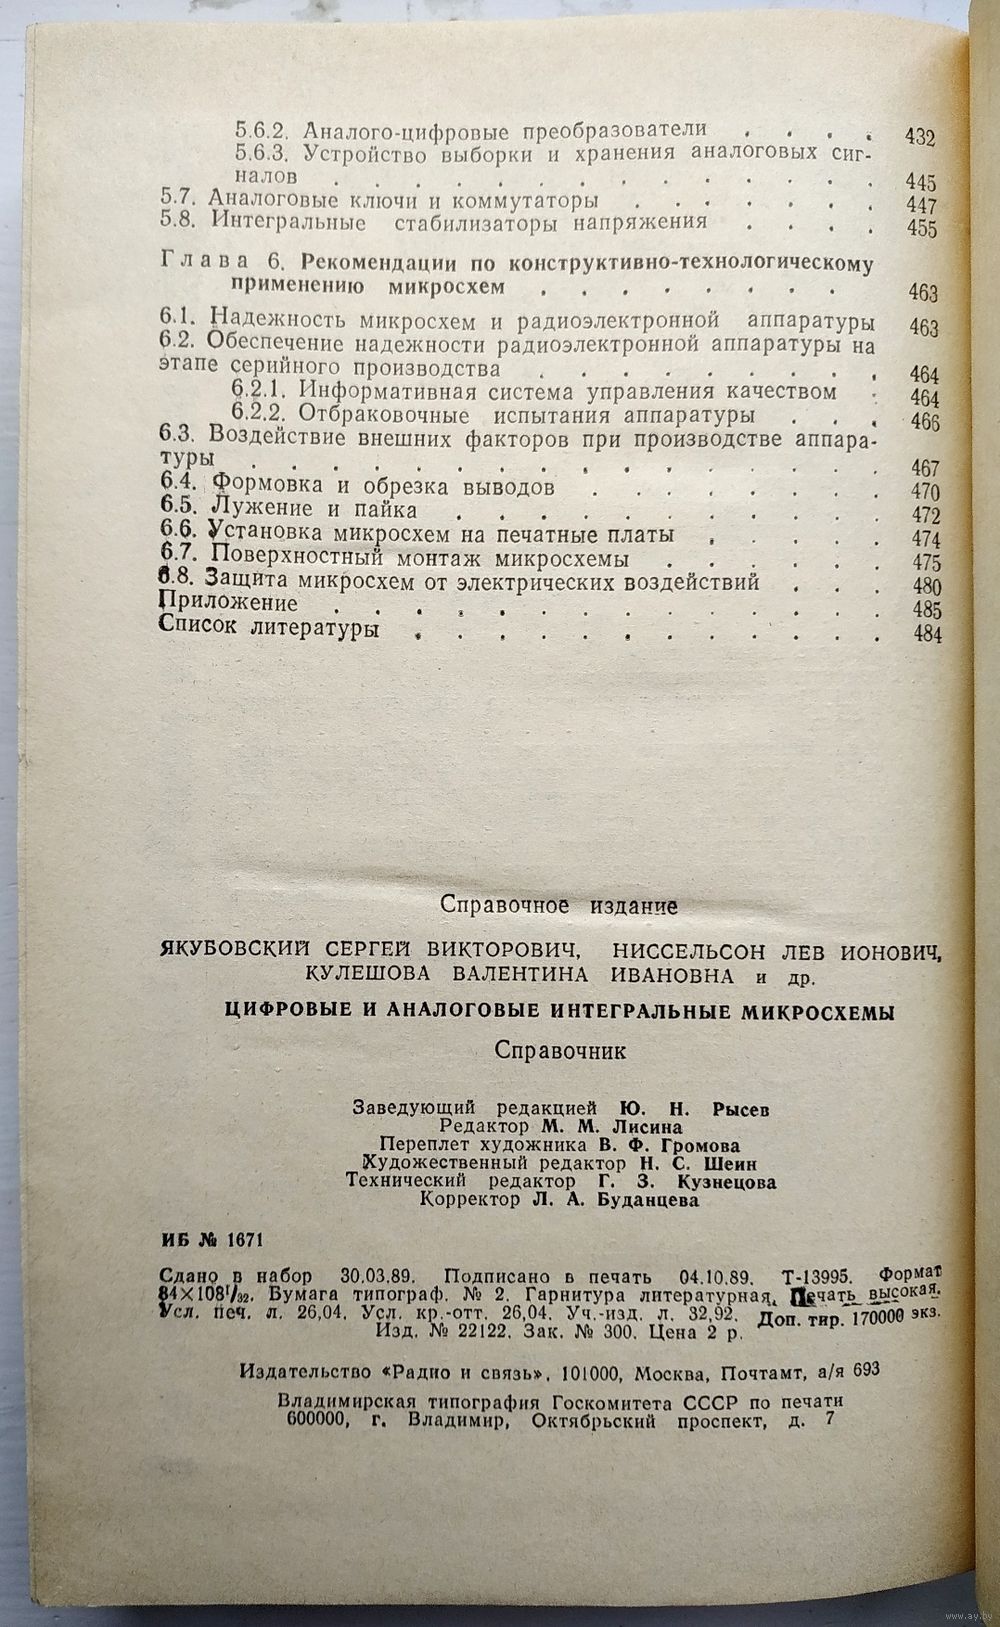 5.6.2. Аналого-цифровые преобразователи . . . . 432
5.6.3. Устройство выборки и хранения аналоговых сиг-
налов . . . . . . . . . . . . . . 445
5.7. Аналоговые ключи и коммутаторы . . . . . . . 447
5.8. Интегральные стабилизаторы напряжения . . . . 455
Глава 6. Рекомендации по конструктивно-технологическому
применению микросхем . . . . . . . . 463
6.1. Надежность микросхем и радиоэлектронной аппаратуры 463
6.2. Обеспечение надежности радиоэлектронной аппаратуры на
этапе серийного производства . . . . . . . . . 464
6.2.1. Информативная система управления качеством . 464
6.2.2. Отбраковочные испытания аппаратуры . . . 466
6.3. Воздействие внешних факторов при производстве аппара-
туры . . . . . . . . . . . . . . . . 467
6.4. Формовка и обрезка выводов . . . . . . . . 470
6.5. Лужение и пайка . . . . . . . . . . . 472
6.6. Установка микросхем на печатные платы . . . . . 474
6.7. Поверхностный монтаж микросхемы . . . . . . 475
6.8. Защита микросхем от электрических воздействий . . . 480
Приложение . . . . . . . . . . . . . . 485
Список литературы . . . . . . . . . . . . 484
Справочное издание
ЯКУБОВСКИЙ СЕРГЕЙ ВИКТОРОВИЧ, НИССЕЛЬСОН ЛЕВ ИОНОВИЧ,
КУЛЕШОВА ВАЛЕНТИНА ИВАНОВНА и др.
ЦИФРОВЫЕ И АНАЛОГОВЫЕ ИНТЕГРАЛЬНЫЕ МИКРОСХЕМЫ
Справочник
Заведующий редакцией Ю. Н. Рысев
Редактор М. М. Лисина
Переплет художника В. Ф. Громова
Художественный редактор Н. С. Шеин
Технический редактор Г. З. Кузнецова
Корректор Л. А. Буданцева
ИБ № 1671
Сдано в набор 30.03.89. Подписано в печать 04.10.89. Т-13995. Формат
84×108 1/32. Бумага типограф. № 2. Гарнитура литературная. Печать высокая.
Усл. печ. л. 26,04. Усл. кр.-отт. 26,04. Уч.-изд. л. 32,92. Доп. тир. 170000 экз.
Изд. № 22122. Зак. № 300. Цена 2 р.
Издательство «Радио и связь», 101000, Москва, Почтамт, а/я 693
Владимирская типография Госкомитета СССР по печати
600000, г. Владимир, Октябрьский проспект, д. 7
www.ay.by